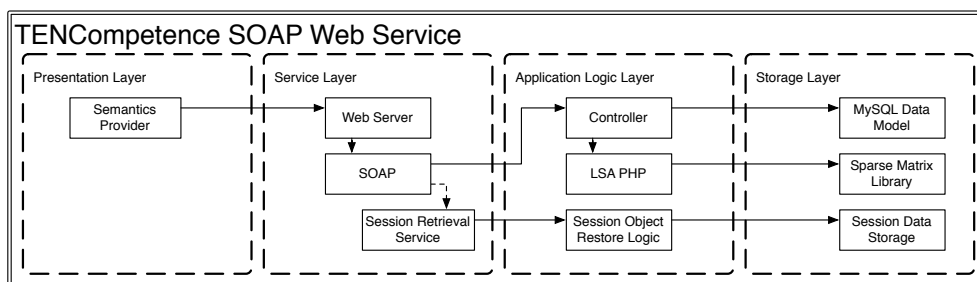 TENCompetence SOAP Web Service
Presentation Layer
Semantics
Provider
Service Layer
Web Server
SOAP
Session Retrieval
Service
Application Logic Layer
Controller
LSA PHP
Session Object
Restore Logic
Storage Layer
MySQL Data
Model
Sparse Matrix
Library
Session Data
Storage